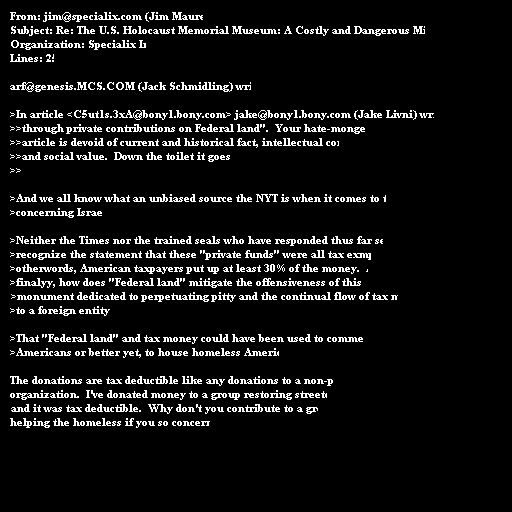 From: jim@specialix.com (Jim Maure
Subject: Re: The U.S. Holocaust Memorial Museum: A Costly and Dangerous Mi
Organization: Specialix In
Lines: 25

arf@genesis.MCS.COM (Jack Schmidling) wri

>In article <C5ut1s.3xA@bony1.bony.com> jake@bony1.bony.com (Jake Livni) wr
>>through private contributions on Federal land". Your hate-monge
>>article is devoid of current and historical fact, intellectual co
>>and social value. Down the toilet it goes
>>

>And we all know what an unbiased source the NYT is when it comes to t
>concerning Israe

>Neither the Times nor the trained seals who have responded thus far se
>recognize the statement that these "private funds" were all tax exmp
>otherwords, American taxpayers put up at least 30% of the money.
>finalyy, how does "Federal land" mitigate the offensiveness of this
>monument dedicated to perpetuating pitty and the continual flow of tax m
>to a foreign entity

>That "Federal land" and tax money could have been used to comme
>Americans or better yet, to house homeless Americ

The donations are tax deductible like any donations to a non-p
organization. I've donated money to a group restoring streetc
and it was tax deductible. Why don't you contribute to a gr
helping the homeless if you so concern